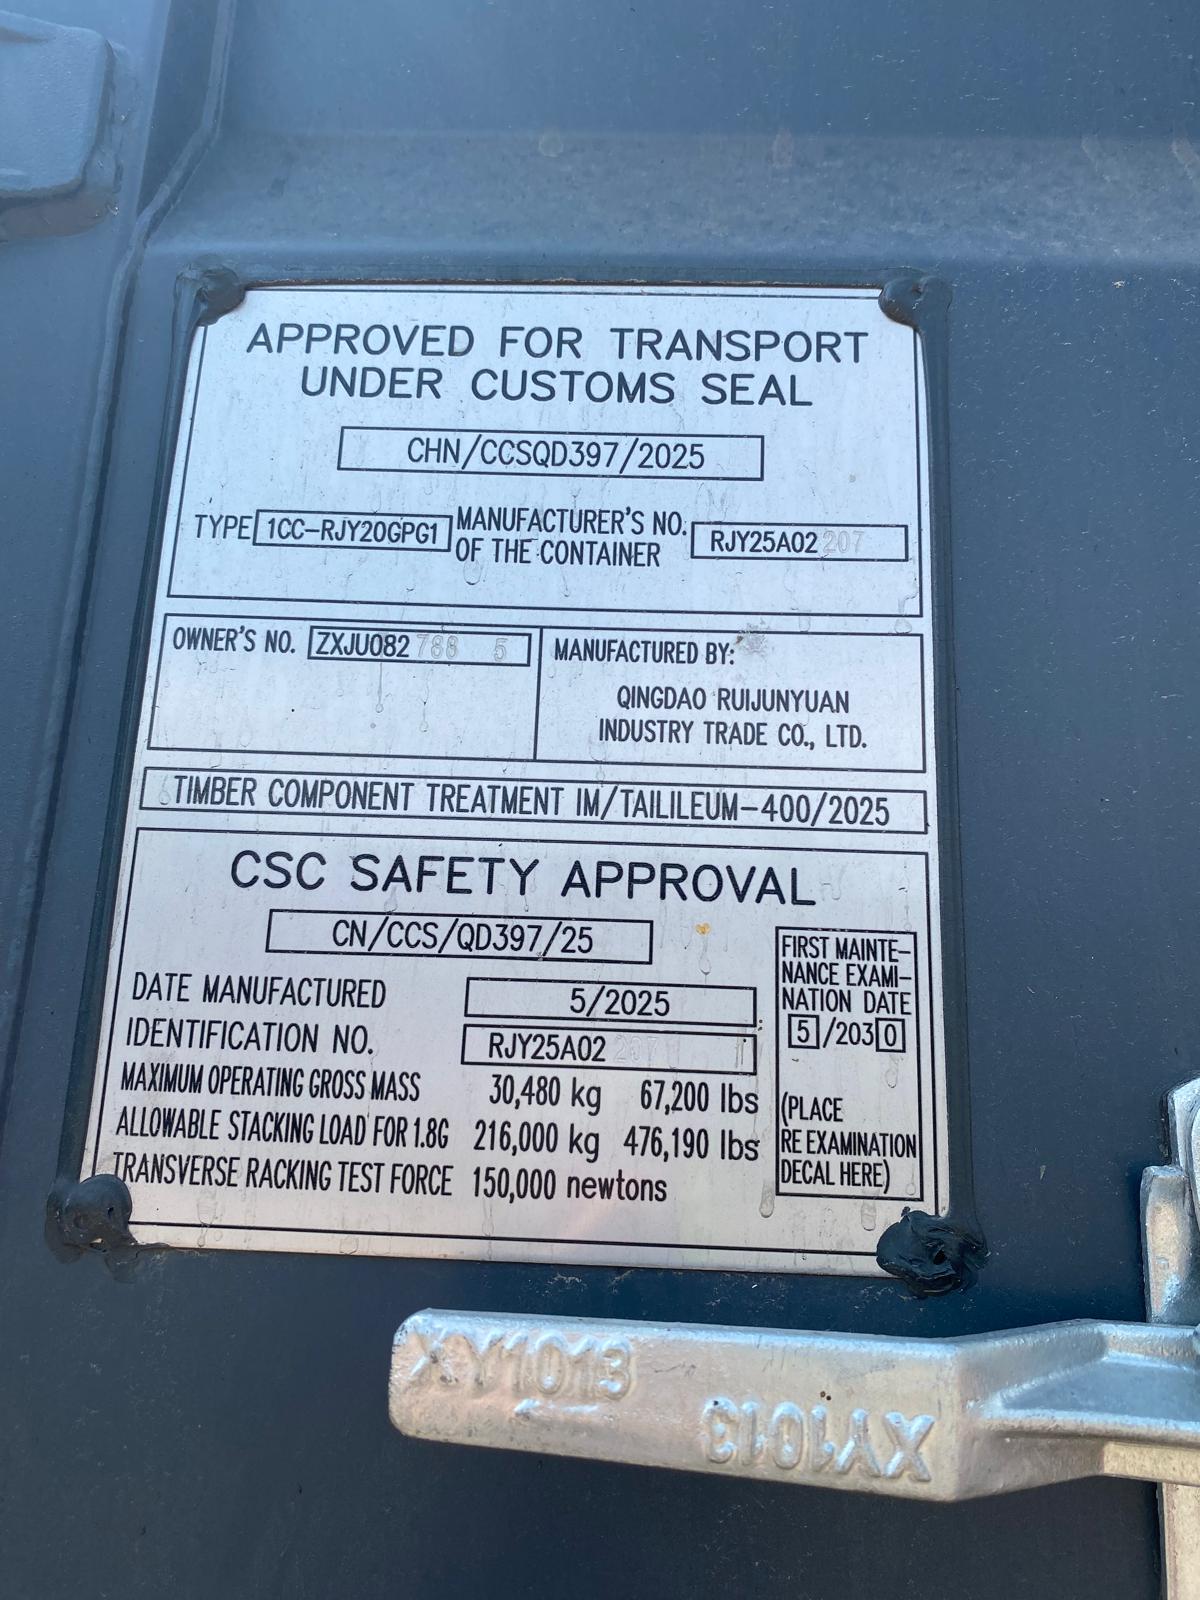 APPROVED FOR TRANSPORT
UNDER CUSTOMS SEAL
CHN/CCSQD397/2025
TYPE 1CC-RJY20GPG1 MANUFACTURER'S NO. OF THE CONTAINER RJY25A02207
OWNER'S NO. ZXJU082788 5
MANUFACTURED BY:
QINGDAO RUIJUNYUAN
INDUSTRY TRADE CO., LTD.
TIMBER COMPONENT TREATMENT IM/TAILILEUM-400/2025
CSC SAFETY APPROVAL
CN/CCS/QD397/25
DATE MANUFACTURED 5/2025
IDENTIFICATION NO. RJY25A02207
MAXIMUM OPERATING GROSS MASS 30,480 kg 67,200 lbs
ALLOWABLE STACKING LOAD FOR 1.8G 216,000 kg 476,190 lbs
TRANSVERSE RACKING TEST FORCE 150,000 newtons
FIRST MAINTE-
NANCE EXAMI-
NATION DATE
5/2030
(PLACE
RE EXAMINATION
DECAL HERE)
XY1013
XY1013